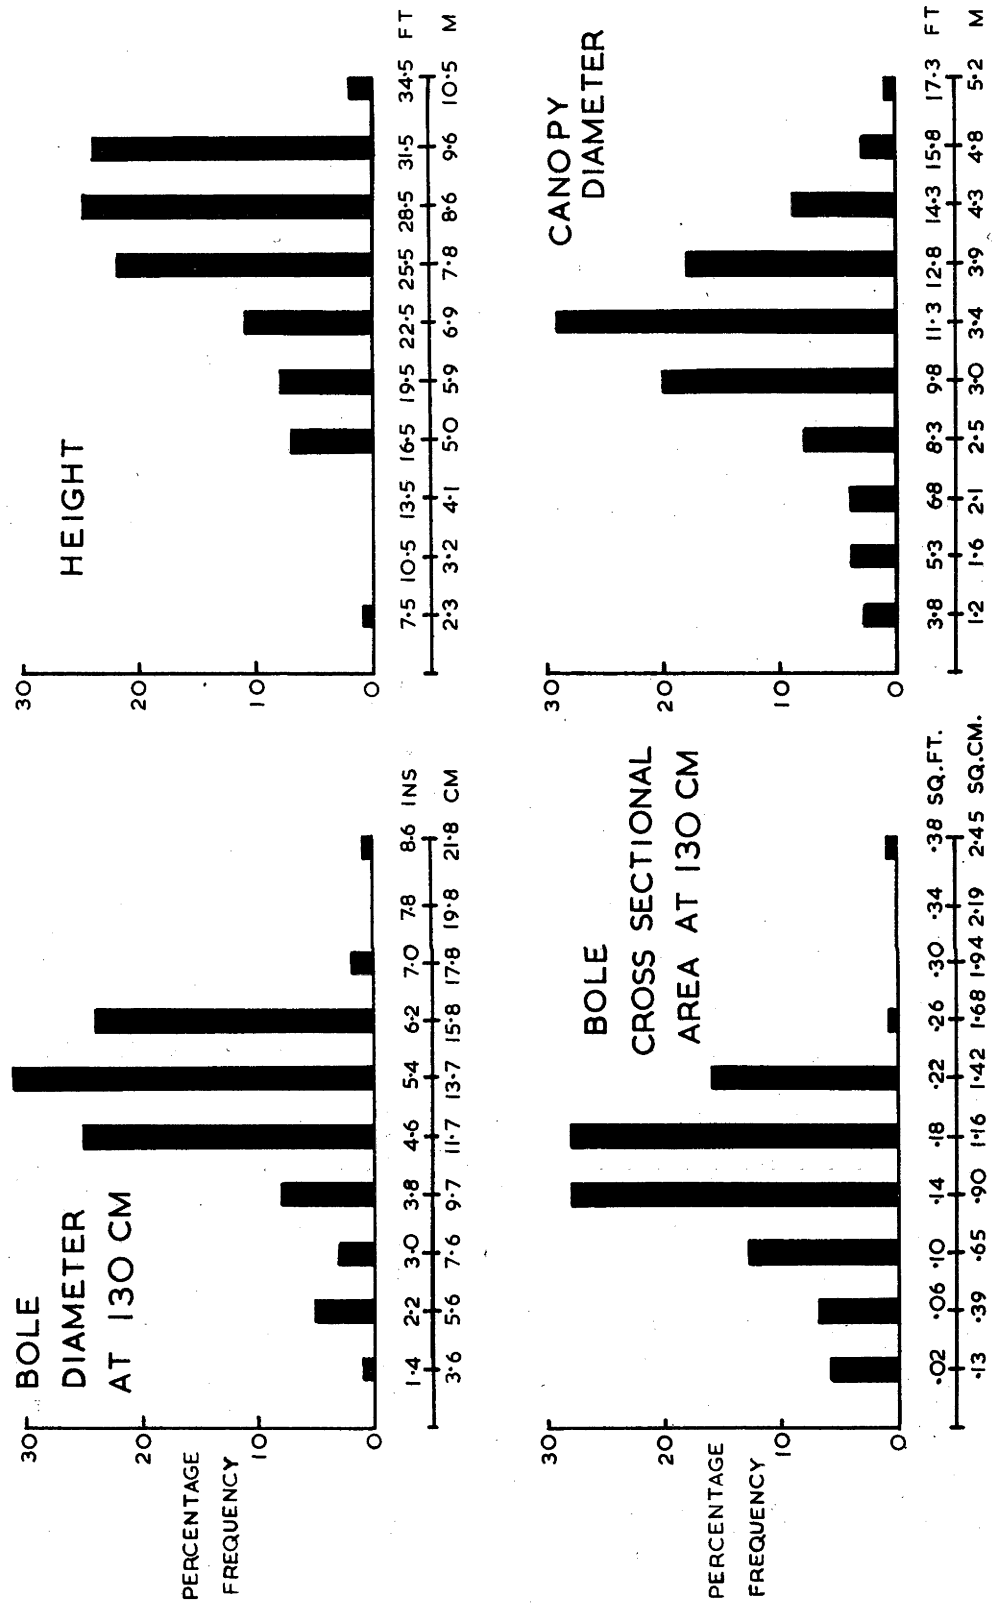 BOLE
DIAMETER
AT 130 CM
PERCENTAGE
FREQUENCY
30
20
10
0
1·4 2·2 3·0 3·8 4·6 5·4 6·2 7·0 7·8 8·6 INS
3·6 5·6 7·6 9·7 11·7 13·7 15·8 17·8 19·8 21·8 CM
HEIGHT
30
20
10
0
7·5 10·5 13·5 16·5 19·5 22·5 25·5 28·5 31·5 34·5 FT
2·3 3·2 4·1 5·0 5·9 6·9 7·8 8·6 9·6 10·5 M
BOLE
CROSS SECTIONAL
AREA AT 130 CM
PERCENTAGE
FREQUENCY
30
20
10
0
·02 ·06 ·10 ·14 ·18 ·22 ·26 ·30 ·34 ·38 SQ.FT.
·13 ·39 ·65 ·90 1·16 1·42 1·68 1·94 2·19 2·45 SQ.CM.
CANOPY
DIAMETER
30
20
10
0
3·8 5·3 6·8 8·3 9·8 11·3 12·8 14·3 15·8 17·3 FT
1·2 1·6 2·1 2·5 3·0 3·4 3·9 4·3 4·8 5·2 M